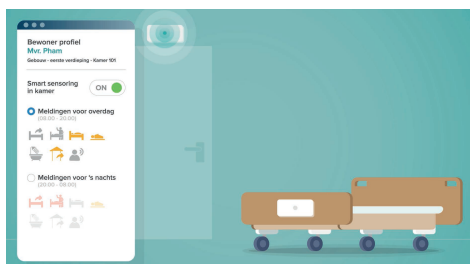 Bewoner profiel
Mvr. Pham
Gebouw - eerste verdieping - Kamer 101
Smart sensoring
in kamer
ON
Meldingen voor overdag
(08.00 - 20.00)
Meldingen voor 's nachts
(20.00 - 08.00)